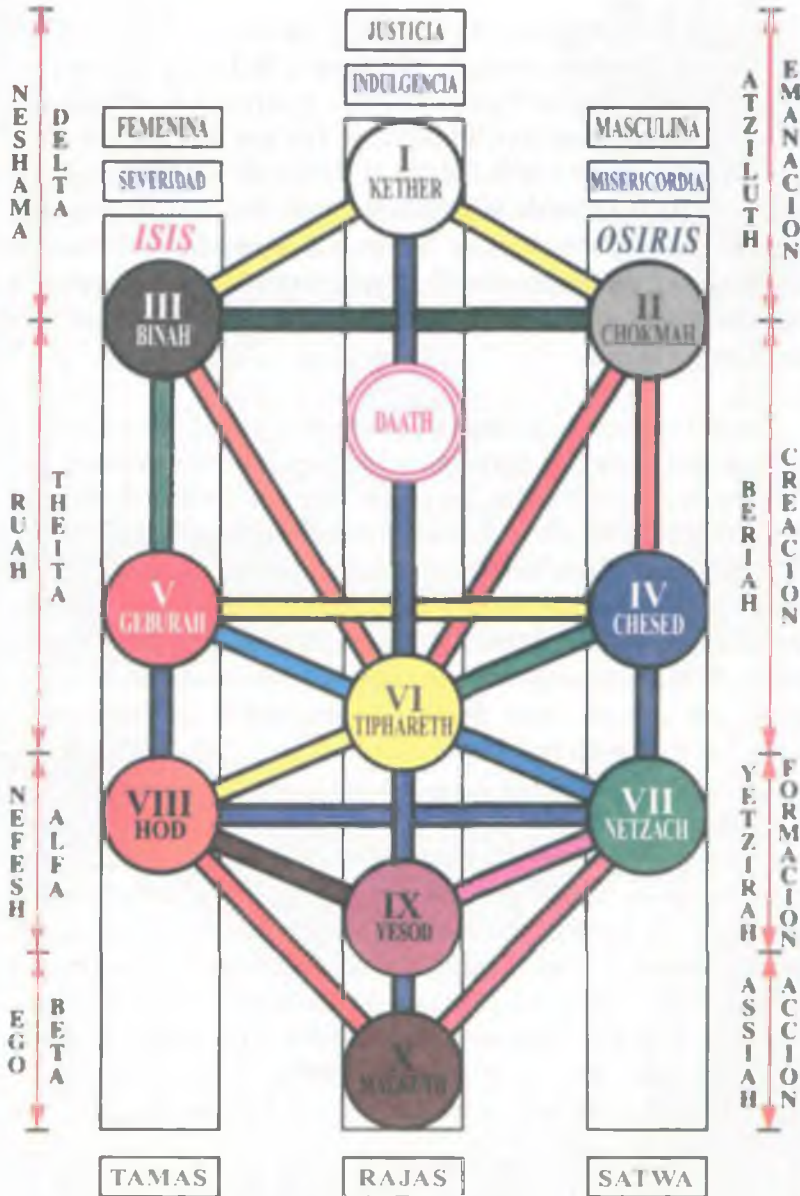 JUSTICIA
INDULGENCIA
FEMENINA
MASCULINA
SEVERIDAD
MISERICORDIA
ISIS
OSIRIS
I
KETHER
III
BINAH
II
CHOKMAH
DAATH
V
GEBURAH
IV
CHESED
VI
TIPHARETH
VIII
HOD
VII
NETZACH
IX
YESOD
X
MALKUTH
NESHAMA
DELTA
RUAH
THEITA
NEFESH
ALFA
EGO
BETA
ATZILUTH
EMANACION
BERIAH
CREACION
YETZIRAH
FORMACION
ASSIAH
ACCION
TAMAS
RAJAS
SATWA